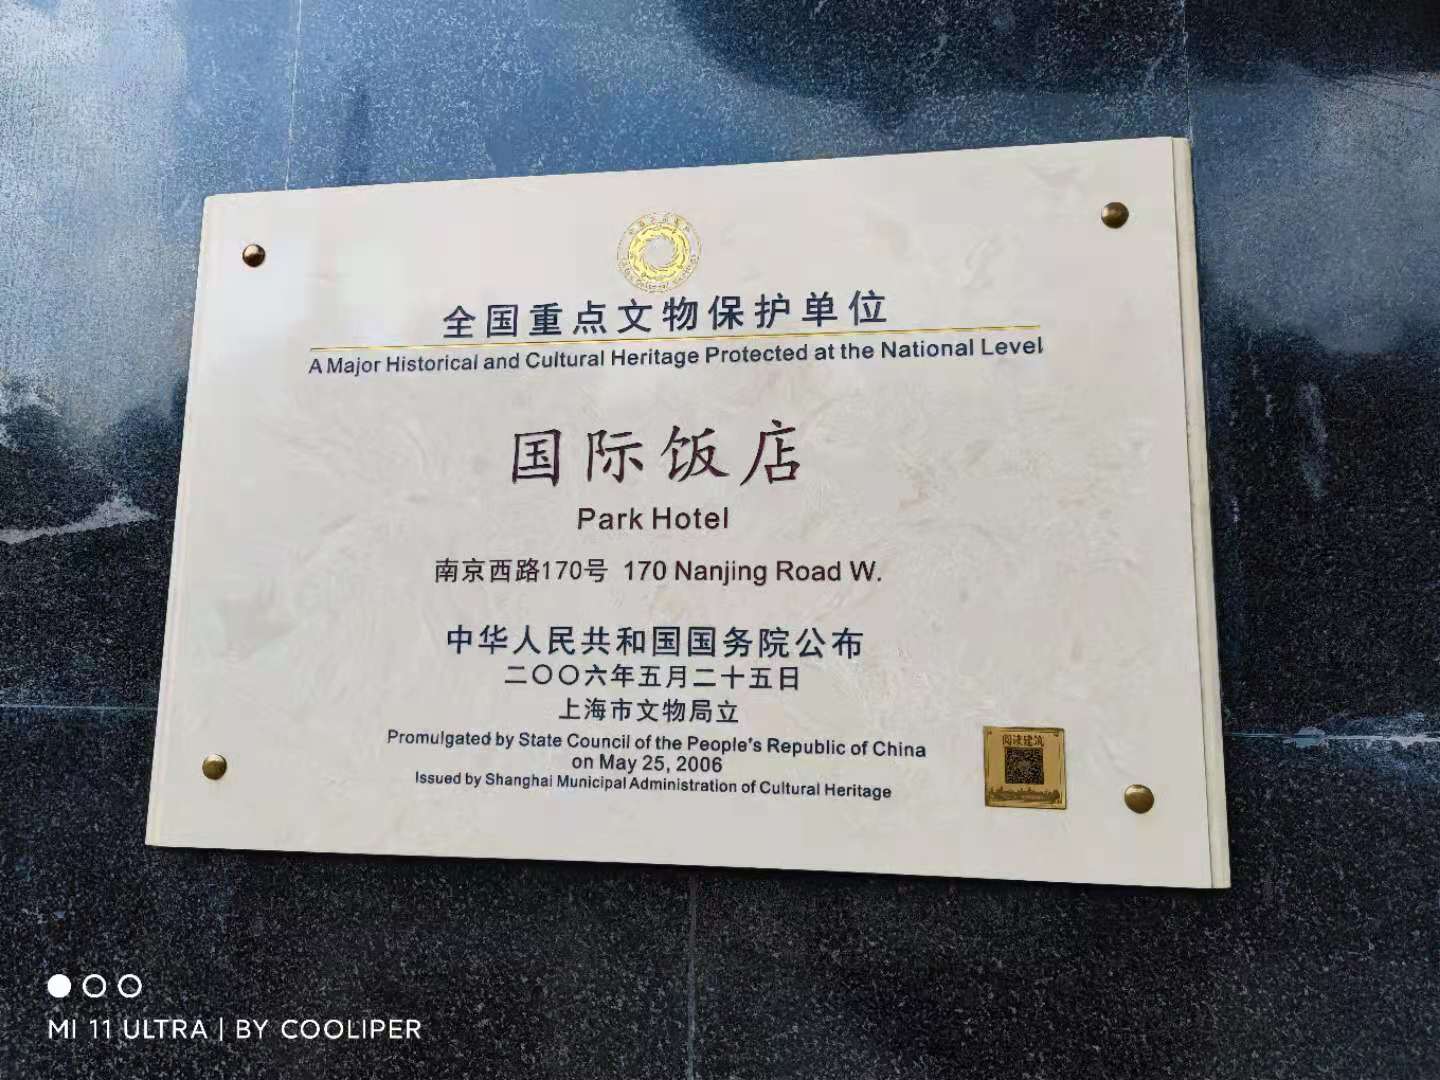 全国重点文物保护单位
A Major Historical and Cultural Heritage Protected at the National Level
国际饭店
Park Hotel
南京西路170号 170 Nanjing Road W.
中华人民共和国国务院公布
二〇〇六年五月二十五日
上海市文物局立
Promulgated by State Council of the People's Republic of China
on May 25, 2006
Issued by Shanghai Municipal Administration of Cultural Heritage
阅读建筑
MI 11 ULTRA | BY COOLIPER